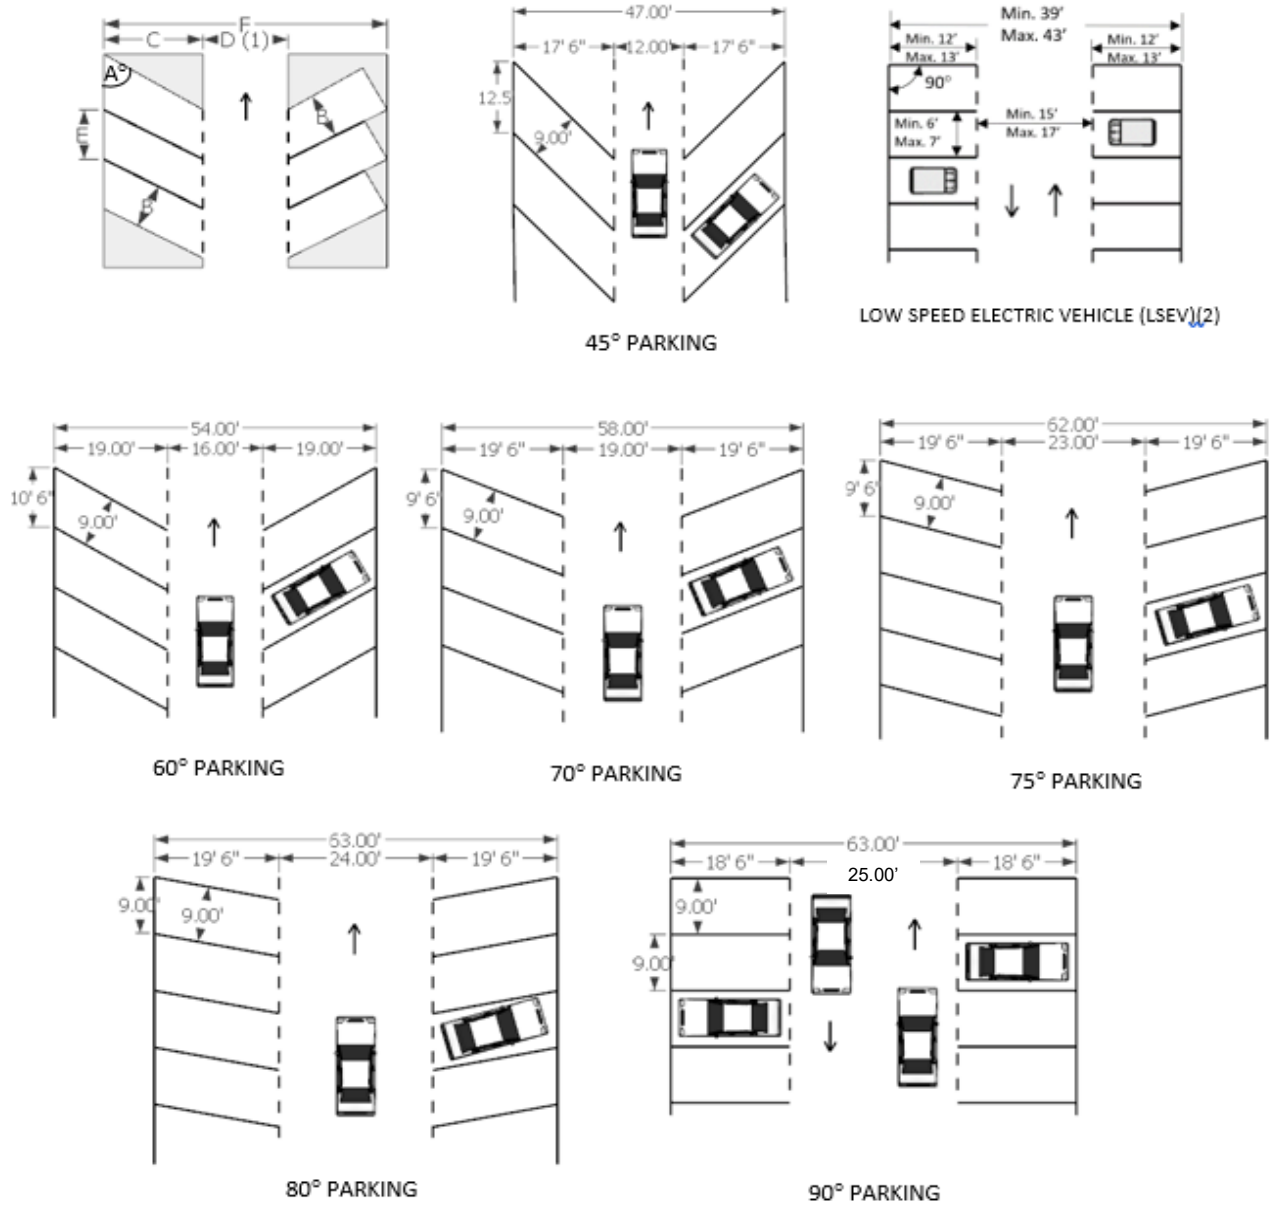 F
C D (1)
A°
B
E
B
47.00'
17' 6" 12.00' 17' 6"
12.5
9.00'
45° PARKING
Min. 39'
Max. 43'
Min. 12' Min. 12'
Max. 13' Max. 13'
90°
Min. 15'
Min. 6' Max. 17'
Max. 7'
LOW SPEED ELECTRIC VEHICLE (LSEV)(2)
54.00'
19.00' 16.00' 19.00'
10' 6"
9.00'
60° PARKING
58.00'
19' 6" 19.00' 19' 6"
9' 6'
9.00'
70° PARKING
62.00'
19' 6" 23.00' 19' 6"
9' 6"
9.00'
75° PARKING
63.00'
19' 6" 24.00' 19' 6"
9.00'
9.00'
80° PARKING
63.00'
18' 6" 18' 6"
25.00'
9.00'
9.00'
90° PARKING